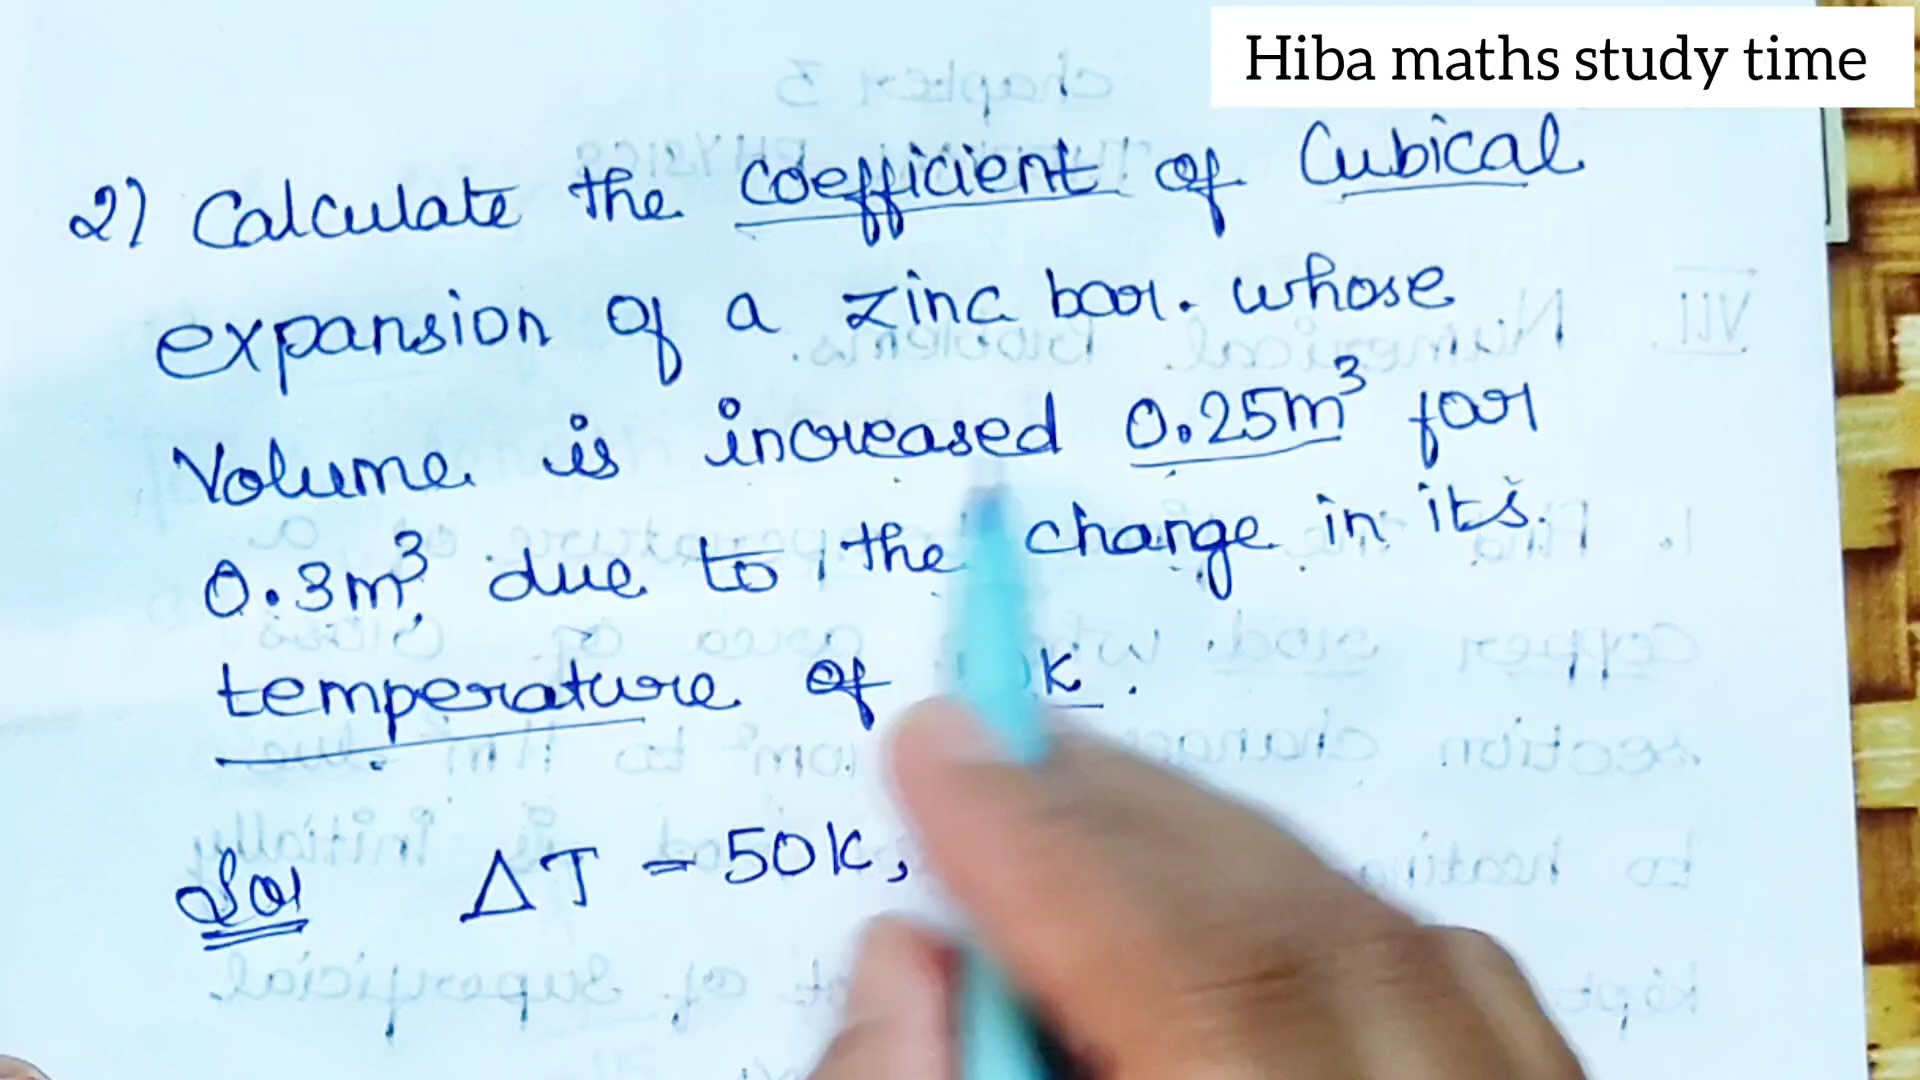 Hiba maths study time
2) Calculate the coefficient of Cubical
expansion of a zinc bar. whose
Volume is increased 0.25m³ for
0.3m³ due to the change in its
temperature of K.
Sol ΔT = 50K,